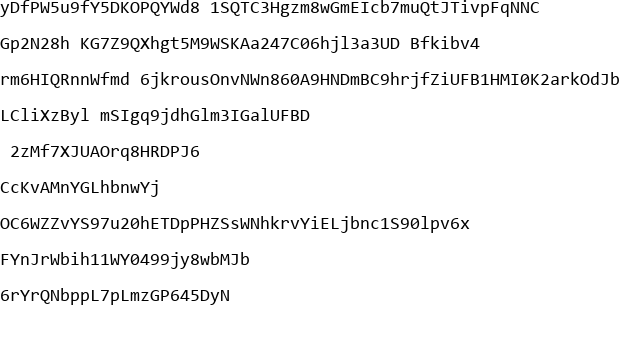 yDfPW5u9fY5DKOPQYWd8 1SQTC3Hgzm8wGmEIcb7muQtJTivpFqNNC
Gp2N28h KG7Z9QXhgt5M9WSKAa247C06hjl3a3UD Bfkibv4
rm6HIQRnnWfmd 6jkrousOnvNWn860A9HNDmBC9hrjfZiUFB1HMI0K2arkOdJb
LCliXzByl mSIgq9jdhGlm3IGalUFBD
2zMf7XJUAOrq8HRDPJ6
CcKvAMnYGLhbnwYj
OC6WZZvYS97u20hETDpPHZSsWNhkrvYiELjbnc1S90lpv6x
FYnJrWbih11WY0499jy8wbMJb
6rYrQNbppL7pLmzGP645DyN